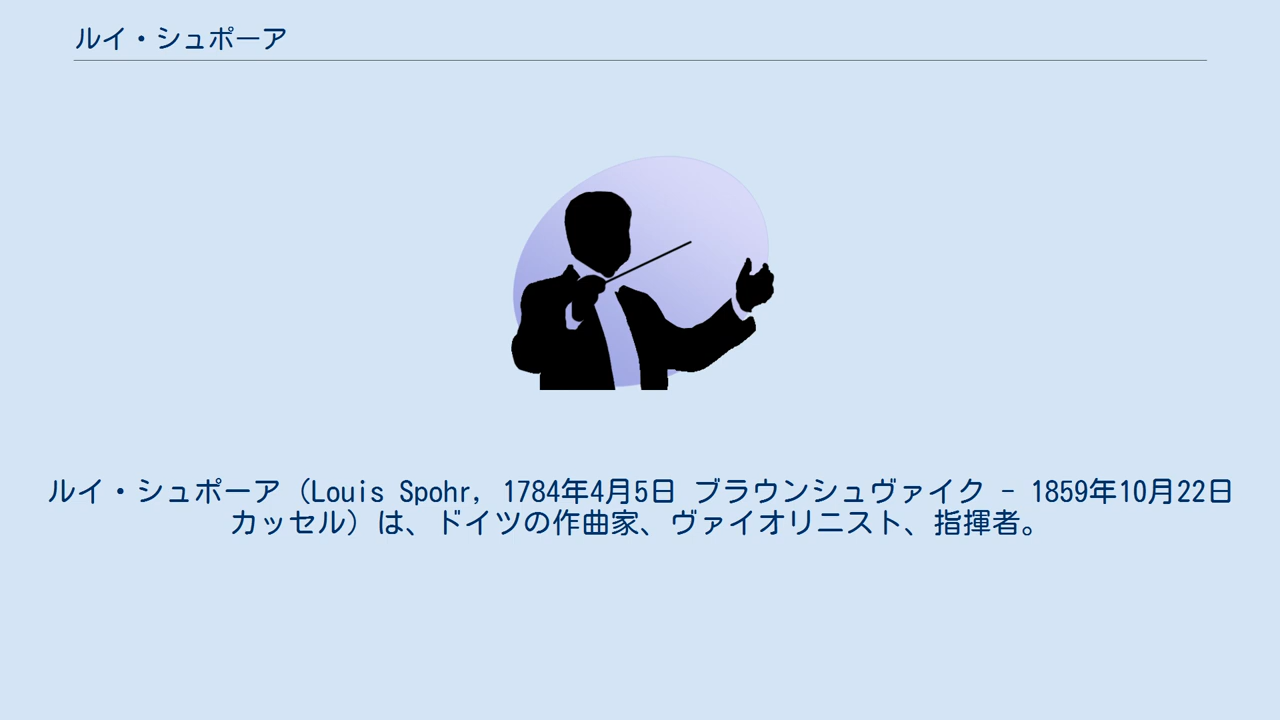 ルイ・シュポーア
ルイ・シュポーア（Louis Spohr, 1784年4月5日 ブラウンシュヴァイク - 1859年10月22日
カッセル）は、ドイツの作曲家、ヴァイオリニスト、指揮者。